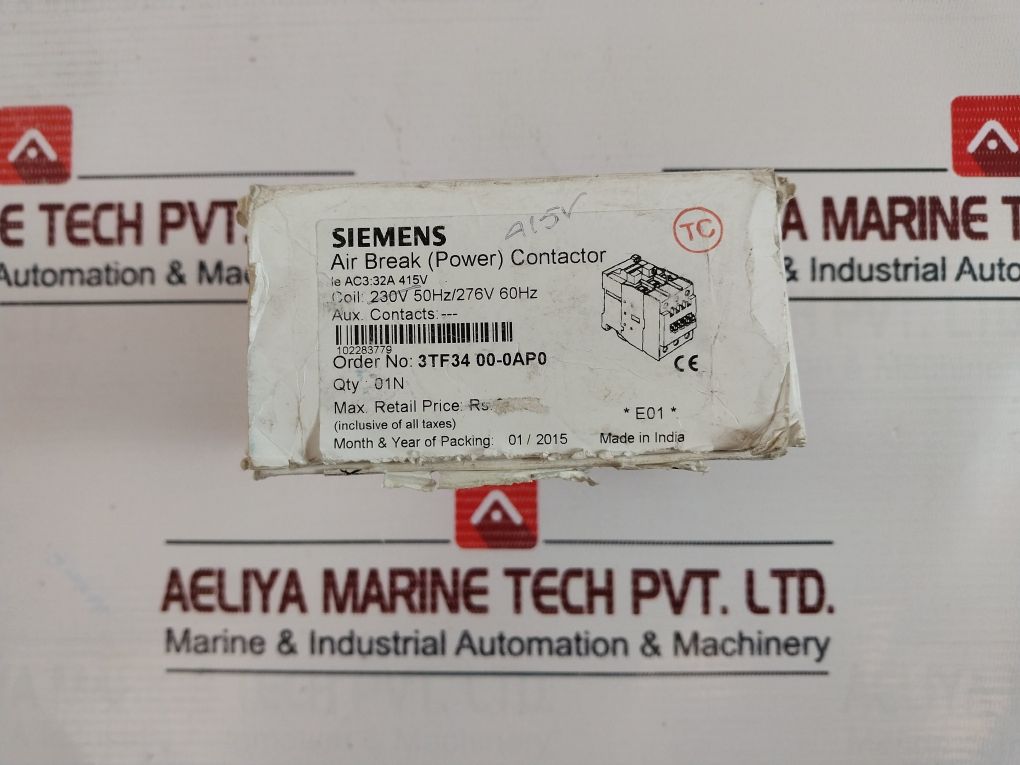 E TECH PVT.
Automation & Mac
A MARINE T
& Industrial Autom
415V
SIEMENS
TC
Air Break (Power) Contactor
Ie AC3:32A 415V
Coil: 230V 50Hz/276V 60Hz
Aux. Contacts:---
102283779
Order No: 3TF34 00-0AP0
CE
Qty : 01N
Max. Retail Price: Rs.
* E01 *
(inclusive of all taxes)
Month & Year of Packing: 01 / 2015 Made in India
AELIYA MARINE TECH PVT. LTD.
Marine & Industrial Automation & Machinery